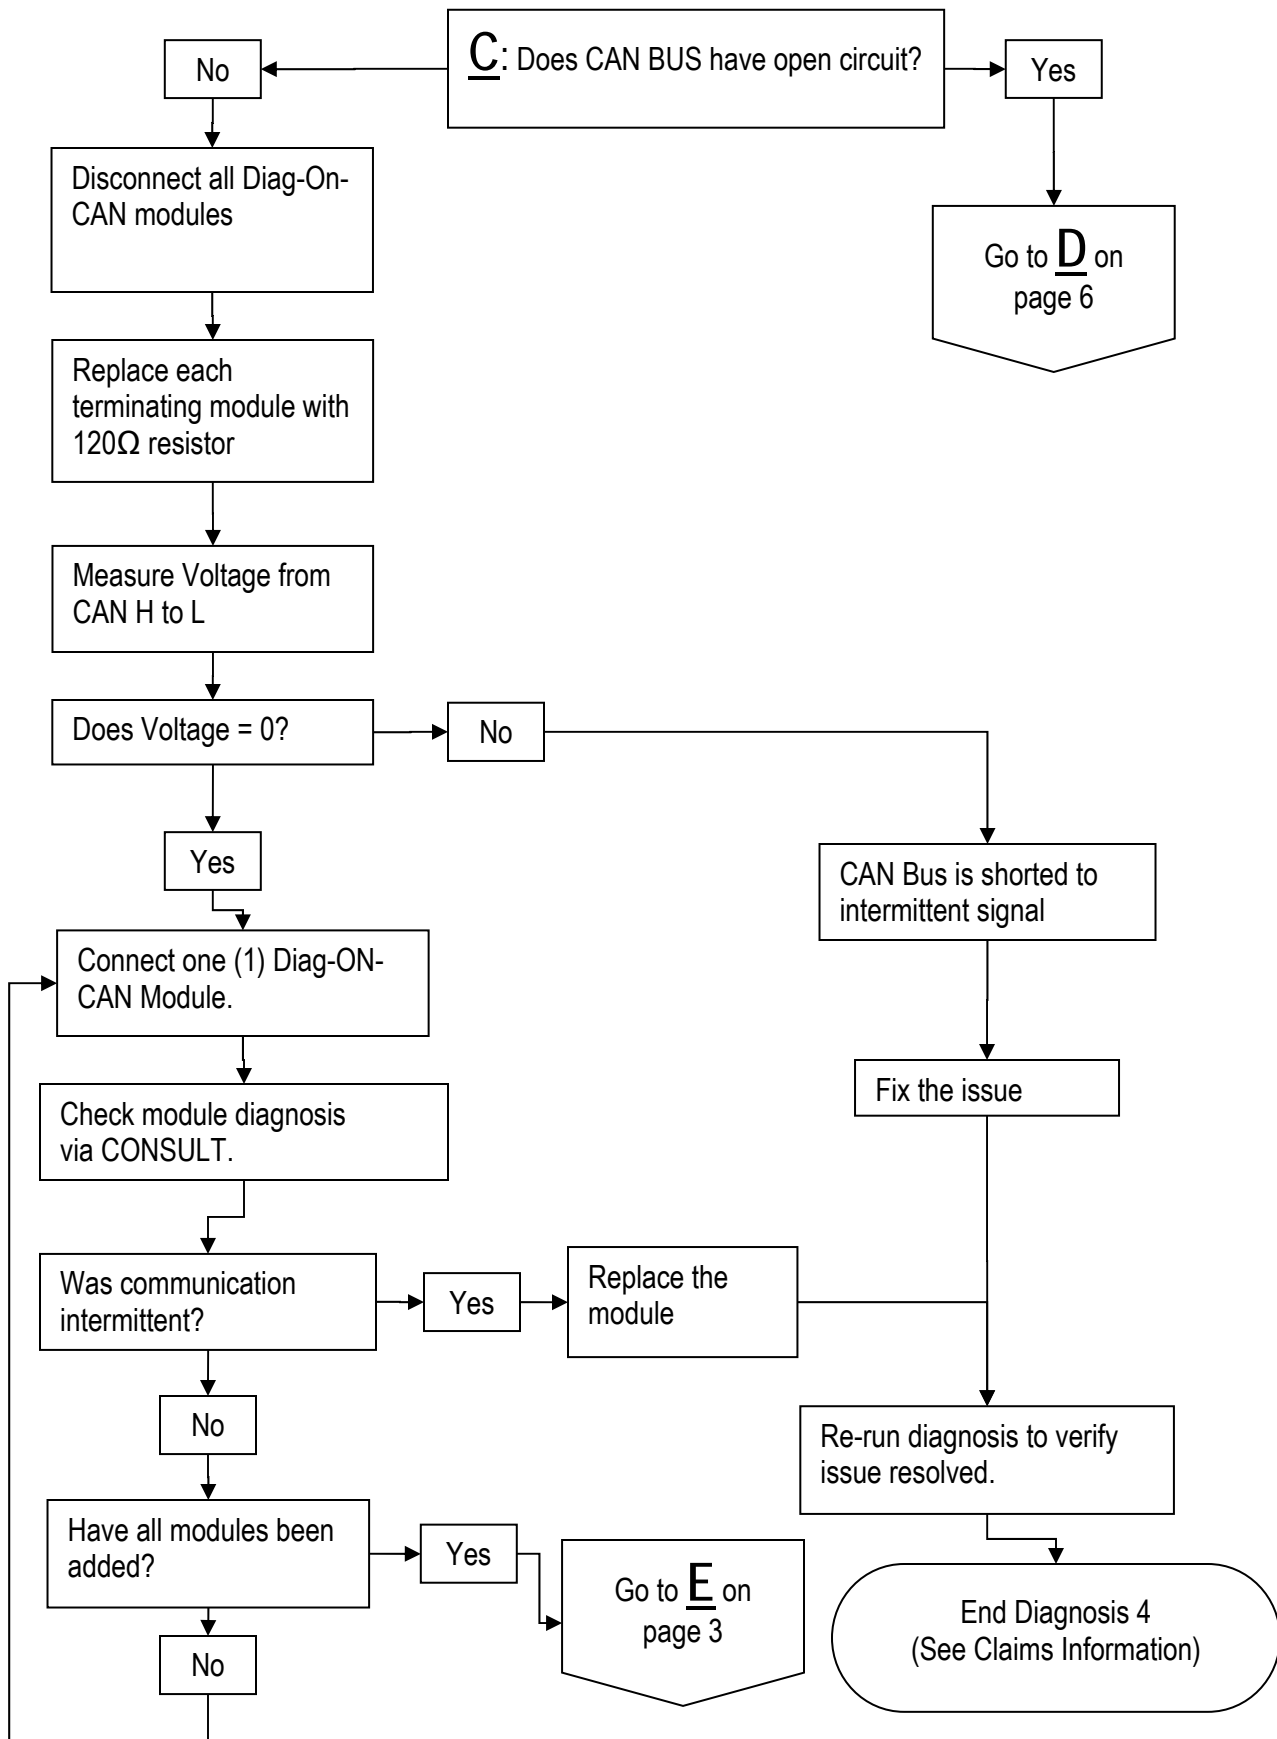 C: Does CAN BUS have open circuit?
No
Yes
Disconnect all Diag-On-
CAN modules
Go to D on
page 6
Replace each
terminating module with
120Ω resistor
Measure Voltage from
CAN H to L
Does Voltage = 0?
No
Yes
CAN Bus is shorted to
intermittent signal
Connect one (1) Diag-ON-
CAN Module.
Fix the issue
Check module diagnosis
via CONSULT.
Was communication
intermittent?
Yes
Replace the
module
No
Re-run diagnosis to verify
issue resolved.
Have all modules been
added?
Yes
Go to E on
page 3
End Diagnosis 4
(See Claims Information)
No